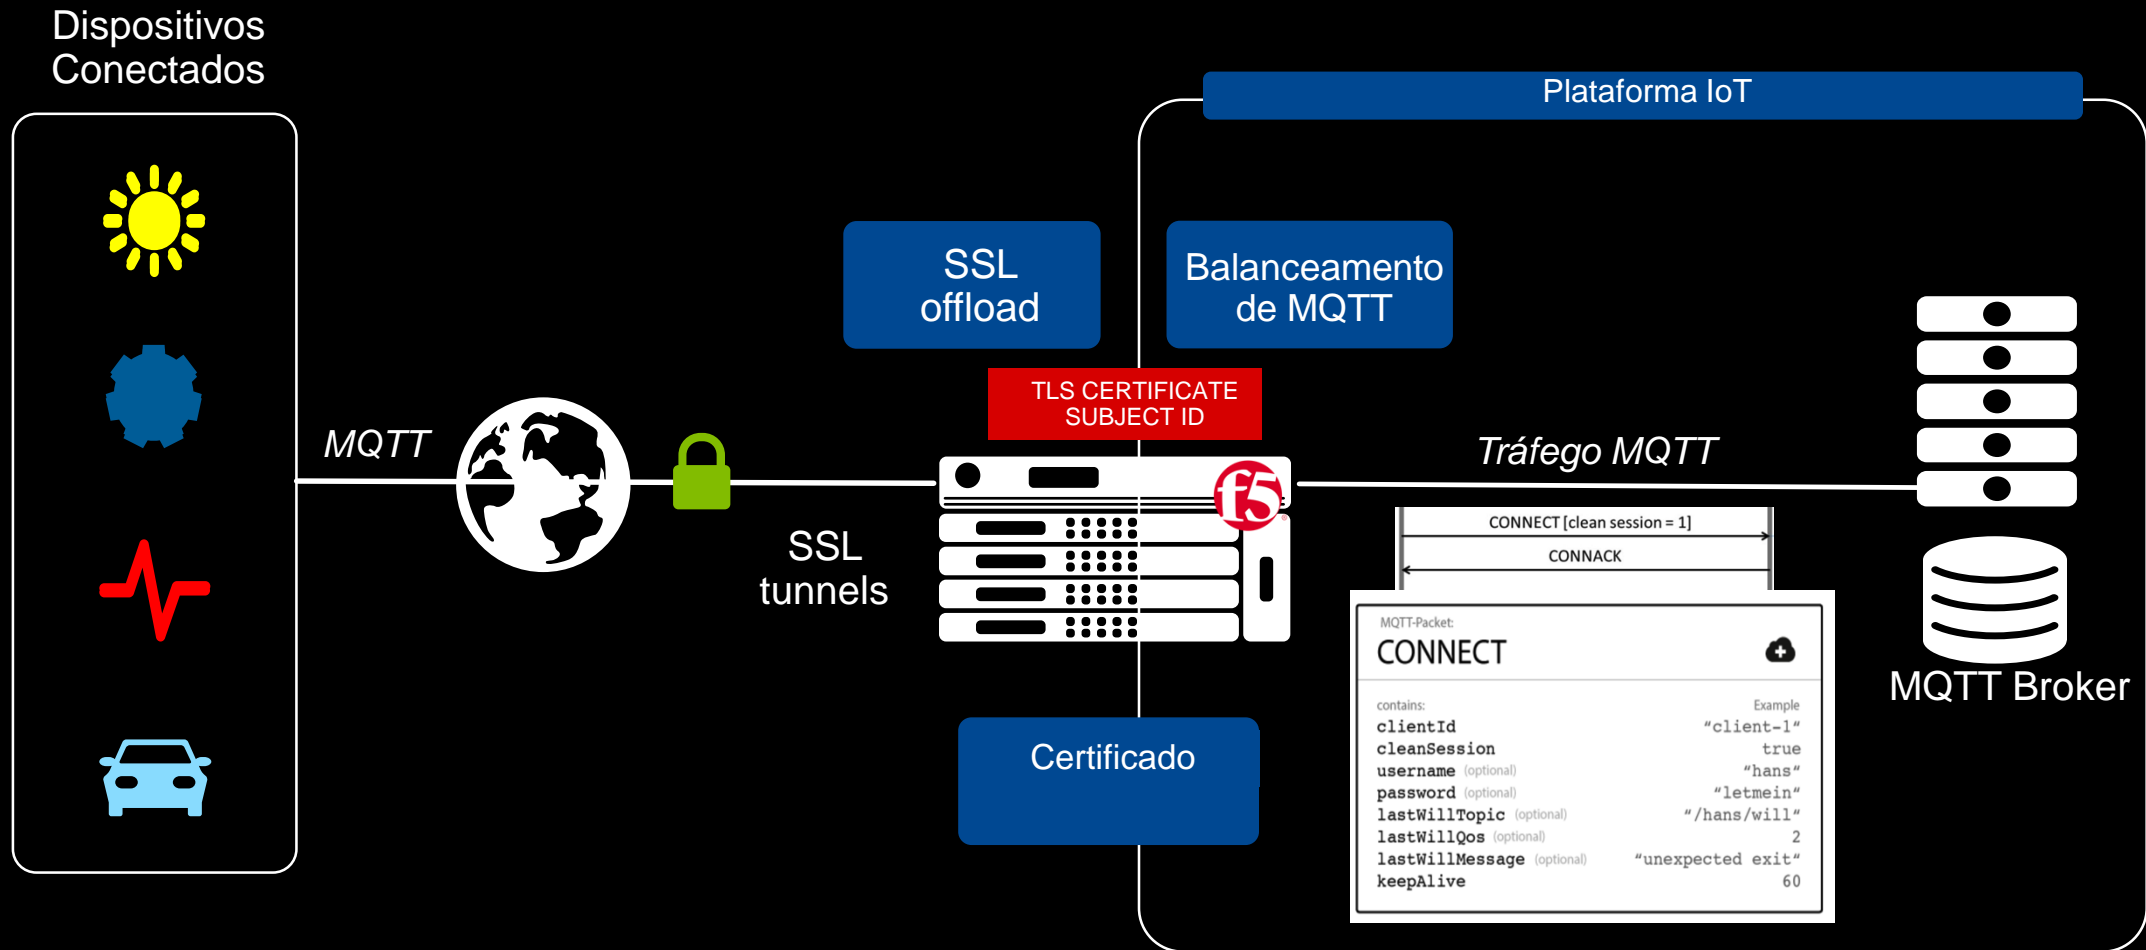 Dispositivos
Conectados
Plataforma IoT
SSL
offload
Balanceamento
de MQTT
TLS CERTIFICATE
SUBJECT ID
MQTT
Tráfego MQTT
f5
SSL
tunnels
CONNECT [clean session = 1]
CONNACK
MQTT-Packet:
CONNECT
contains: Example
clientId “client-1“
cleanSession true
username (optional) “hans“
password (optional) “letmein“
lastWillTopic (optional) “/hans/will“
lastWillQos (optional) 2
lastWillMessage (optional) “unexpected exit“
keepAlive 60
MQTT Broker
Certificado